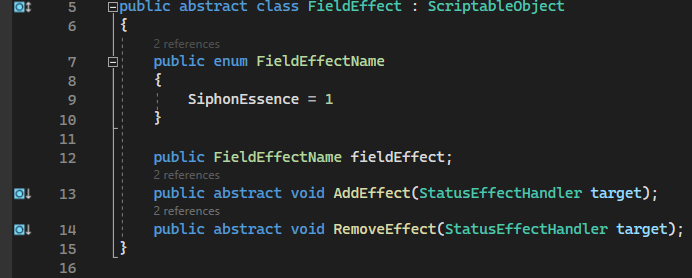 5 public abstract class FieldEffect : ScriptableObject
6 {
2 references
7 public enum FieldEffectName
8 {
9 SiphonEssence = 1
10 }
11
12 public FieldEffectName fieldEffect;
2 references
13 public abstract void AddEffect(StatusEffectHandler target);
2 references
14 public abstract void RemoveEffect(StatusEffectHandler target);
15 }
16